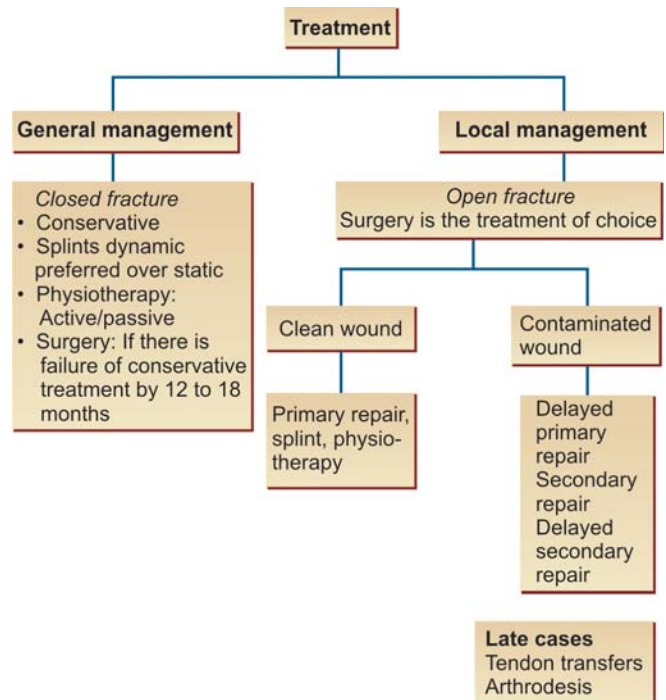 Treatment
General management
Local management
Closed fracture
• Conservative
• Splints dynamic
preferred over static
• Physiotherapy:
Active/passive
• Surgery: If there is
failure of conservative
treatment by 12 to 18
months
Open fracture
Surgery is the treatment of choice
Clean wound
Primary repair,
splint, physio-
therapy
Contaminated
wound
Delayed
primary
repair
Secondary
repair
Delayed
secondary
repair
Late cases
Tendon transfers
Arthrodesis